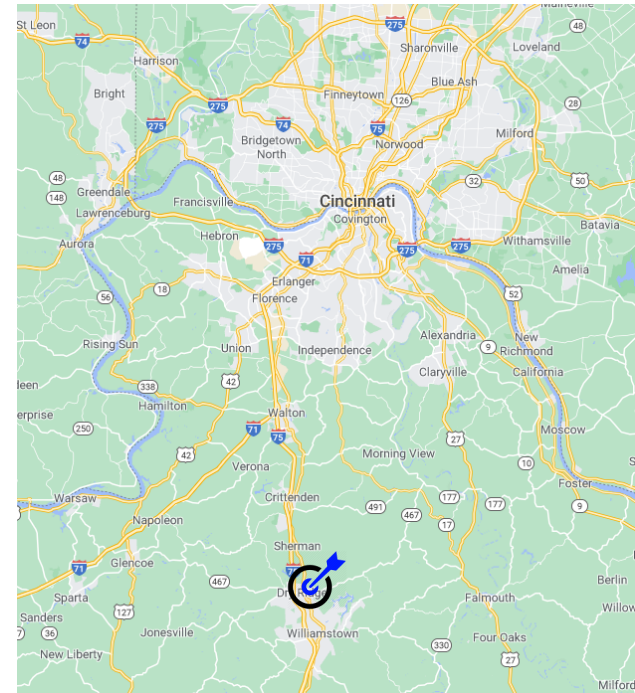 Maineville
48
St Leon
74
275
Sharonville
Loveland
Harrison
Blue Ash
Bright
Finneytown
126
28
275
74
75
275
Bridgetown
North
Norwood
Milford
48
148
Greendale
32
50
Lawrenceburg
Francisville
Cincinnati
Covington
Batavia
Aurora
Hebron
275
71
275
275
Withamsville
Amelia
Erlanger
18
56
Florence
52
Rising Sun
Union
Independence
Alexandria
9
New
Richmond
Claryville
California
42
338
Hamilton
Walton
250
71
75
27
Moscow
42
Verona
Morning View
10
Foster
Warsaw
Crittenden
491
177
177
9
467
17
Napoleon
Sherman
Glencoe
71
467
Berlin
Sparta
Falmouth
127
Sanders
36
Jonesville
Williamstown
330
Four Oaks
New Liberty
27
Milford